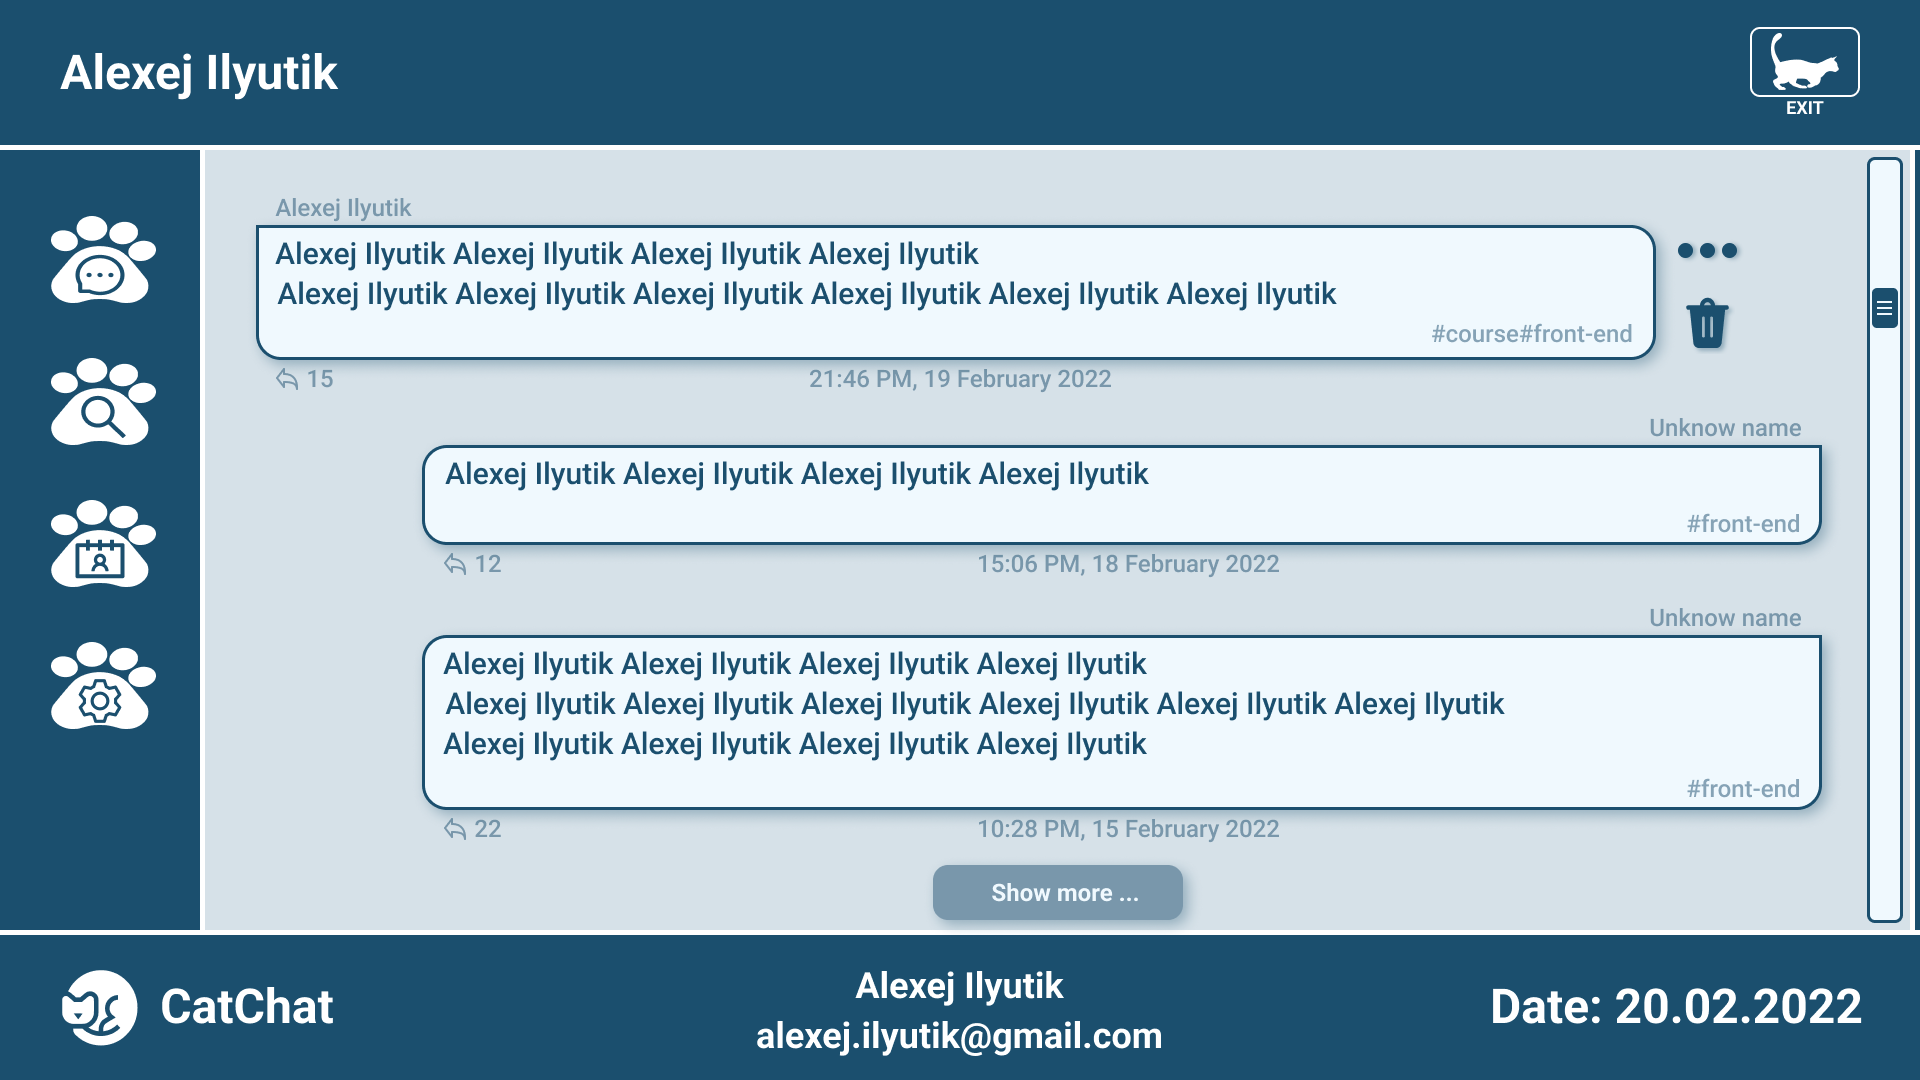 Alexej Ilyutik
EXIT
Alexej Ilyutik
Alexej Ilyutik Alexej Ilyutik Alexej Ilyutik Alexej Ilyutik
Alexej Ilyutik Alexej Ilyutik Alexej Ilyutik Alexej Ilyutik Alexej Ilyutik Alexej Ilyutik
#course#front-end
15
21:46 PM, 19 February 2022
Unknow name
Alexej Ilyutik Alexej Ilyutik Alexej Ilyutik Alexej Ilyutik
#front-end
12
15:06 PM, 18 February 2022
Unknow name
Alexej Ilyutik Alexej Ilyutik Alexej Ilyutik Alexej Ilyutik
Alexej Ilyutik Alexej Ilyutik Alexej Ilyutik Alexej Ilyutik Alexej Ilyutik Alexej Ilyutik
Alexej Ilyutik Alexej Ilyutik Alexej Ilyutik Alexej Ilyutik
#front-end
22
10:28 PM, 15 February 2022
Show more ...
CatChat
Alexej Ilyutik
alexej.ilyutik@gmail.com
Date: 20.02.2022